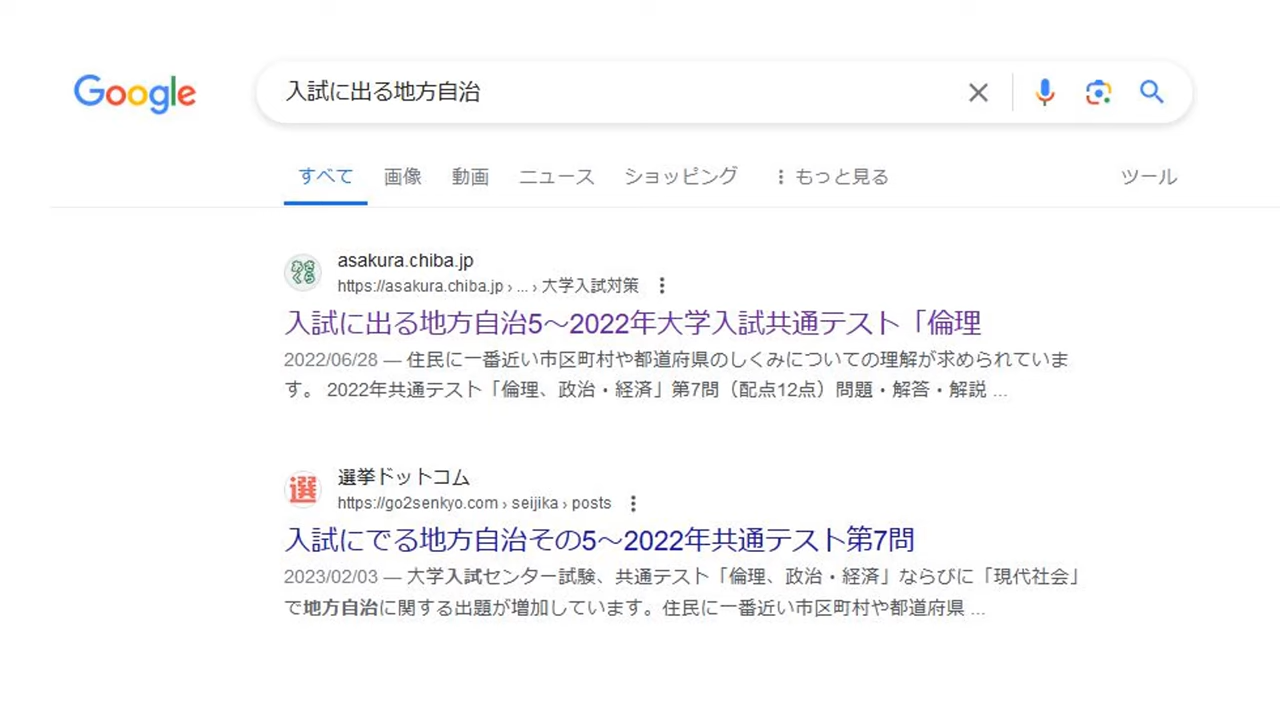 Google
入試に出る地方自治
すべて 画像 動画 ニュース ショッピング もっと見る ツール
asakura.chiba.jp
https://asakura.chiba.jp › ... › 大学入試対策
入試に出る地方自治5～2022年大学入試共通テスト「倫理
2022/06/28 — 住民に一番近い市区町村や都道府県のしくみについての理解が求められていま
す。 2022年共通テスト「倫理、政治・経済」第7問（配点12点）問題・解答・解説 ...
選
選挙ドットコム
https://go2senkyo.com › seijika › posts
入試にでる地方自治その5～2022年共通テスト第7問
2023/02/03 — 大学入試センター試験、共通テスト「倫理、政治・経済」ならびに「現代社会」
で地方自治に関する出題が増加しています。住民に一番近い市区町村や都道府県 ...